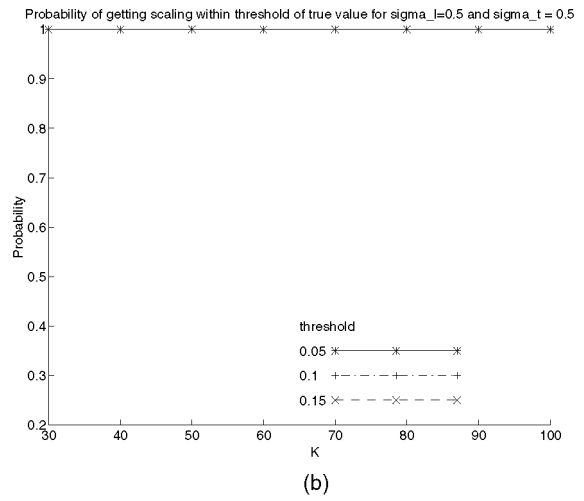 Probability of getting scaling within threshold of true value for sigma_l=0.5 and sigma_t = 0.5
1
0.9
0.8
0.7
0.6
0.5
0.4
0.3
0.2
Probability
threshold
0.05
0.1
0.15
30 40 50 60 70 80 90 100
K
(b)